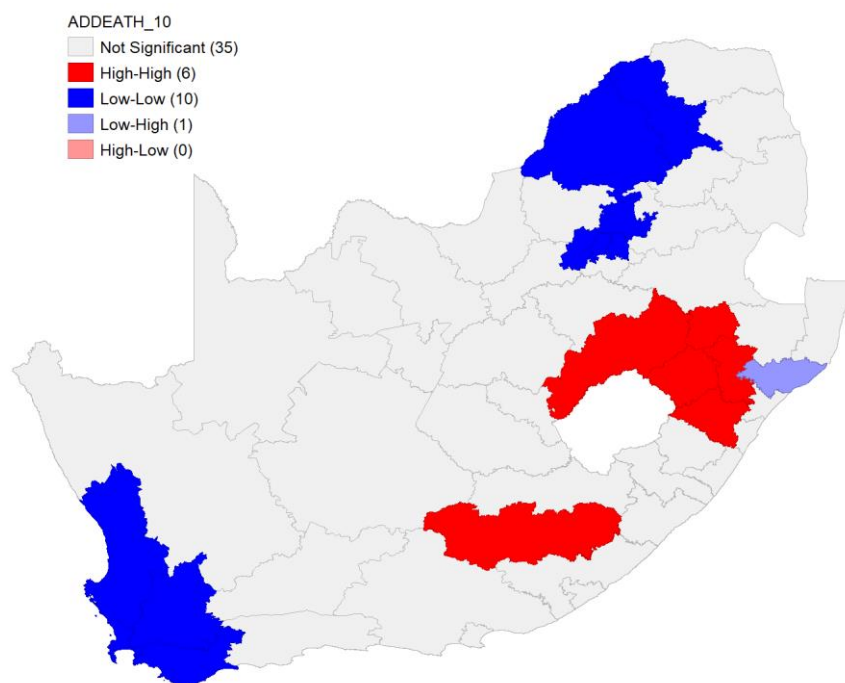 ADDEATH_10
Not Significant (35)
High-High (6)
Low-Low (10)
Low-High (1)
High-Low (0)